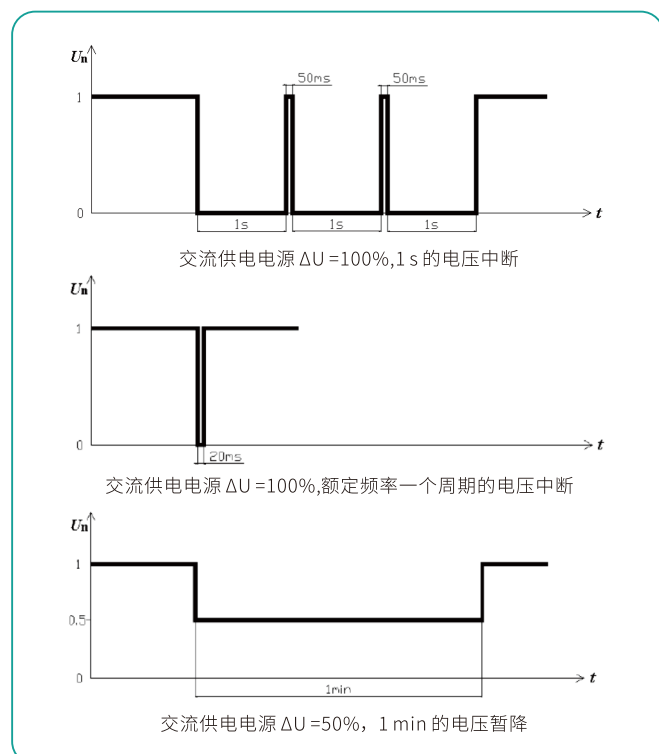 Un
1
50ms
50ms
0
t
1s
1s
1s
交流供电电源 ΔU =100%,1 s 的电压中断
Un
1
0
t
20ms
交流供电电源 ΔU =100%,额定频率一个周期的电压中断
Un
1
0.5
0
t
1min
交流供电电源 ΔU =50%，1 min 的电压暂降